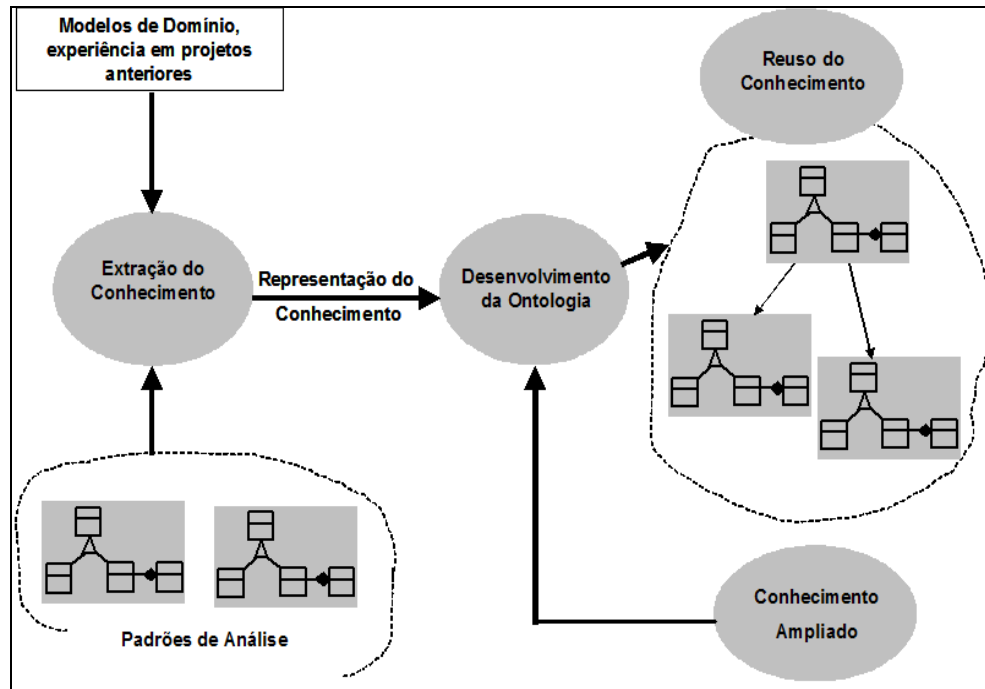 Modelos de Domínio,
experiência em projetos
anteriores
Reuso do
Conhecimento
Extração do
Conhecimento
Representação do
Conhecimento
Desenvolvimento
da Ontologia
Padrões de Análise
Conhecimento
Ampliado